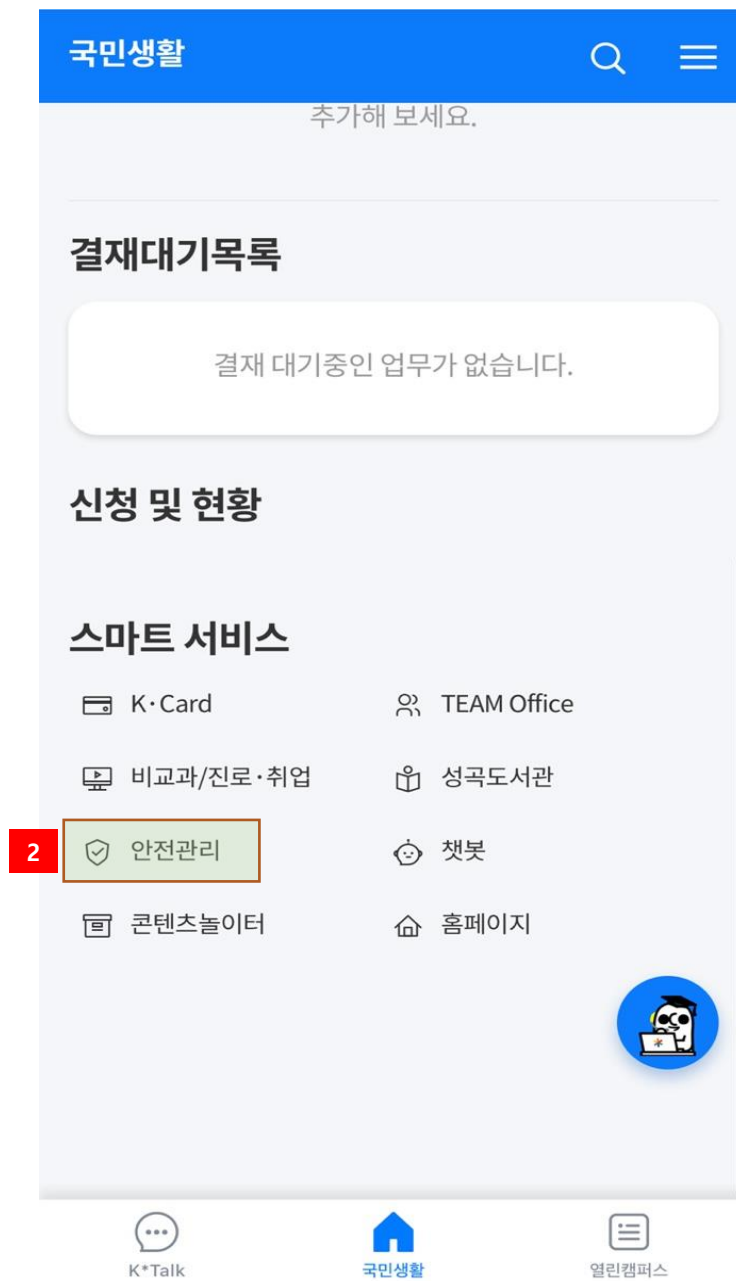 국민생활
추가해 보세요.
결재대기목록
결재 대기중인 업무가 없습니다.
신청 및 현황
스마트 서비스
K·Card
TEAM Office
비교과/진로·취업
성곡도서관
2
안전관리
챗봇
콘텐츠놀이터
홈페이지
K*Talk
국민생활
열린캠퍼스